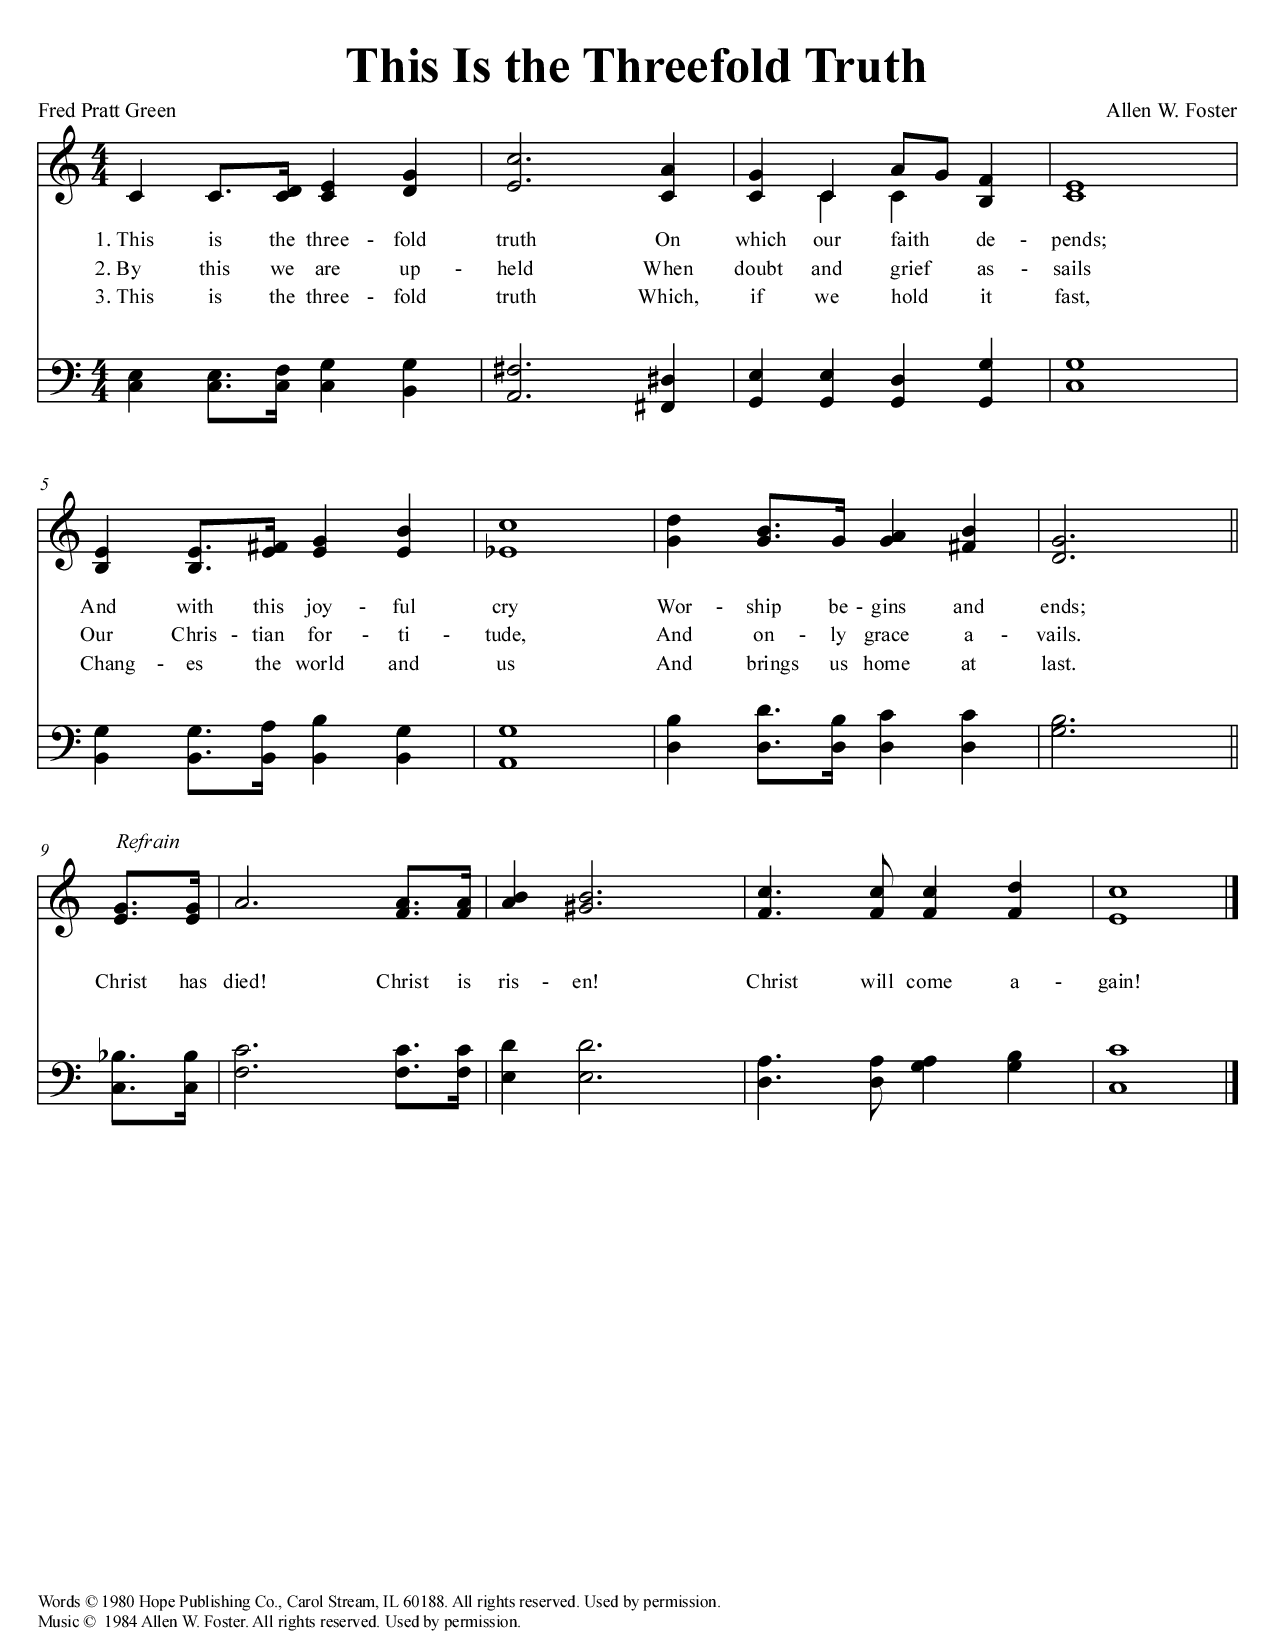 This Is the Threefold Truth
Fred Pratt Green
Allen W. Foster
4 4
1. This is the three - fold truth On which our faith de - pends;
2. By this we are up - held When doubt and grief as - sails
3. This is the three - fold truth Which, if we hold it fast,
4 4
5
And with this joy - ful cry Wor - ship be - gins and ends;
Our Chris - tian for - ti - tude, And on - ly grace a - vails.
Chang - es the world and us And brings us home at last.
9
Refrain
Christ has died! Christ is ris - en! Christ will come a - gain!
Words © 1980 Hope Publishing Co., Carol Stream, IL 60188. All rights reserved. Used by permission.
Music © 1984 Allen W. Foster. All rights reserved. Used by permission.